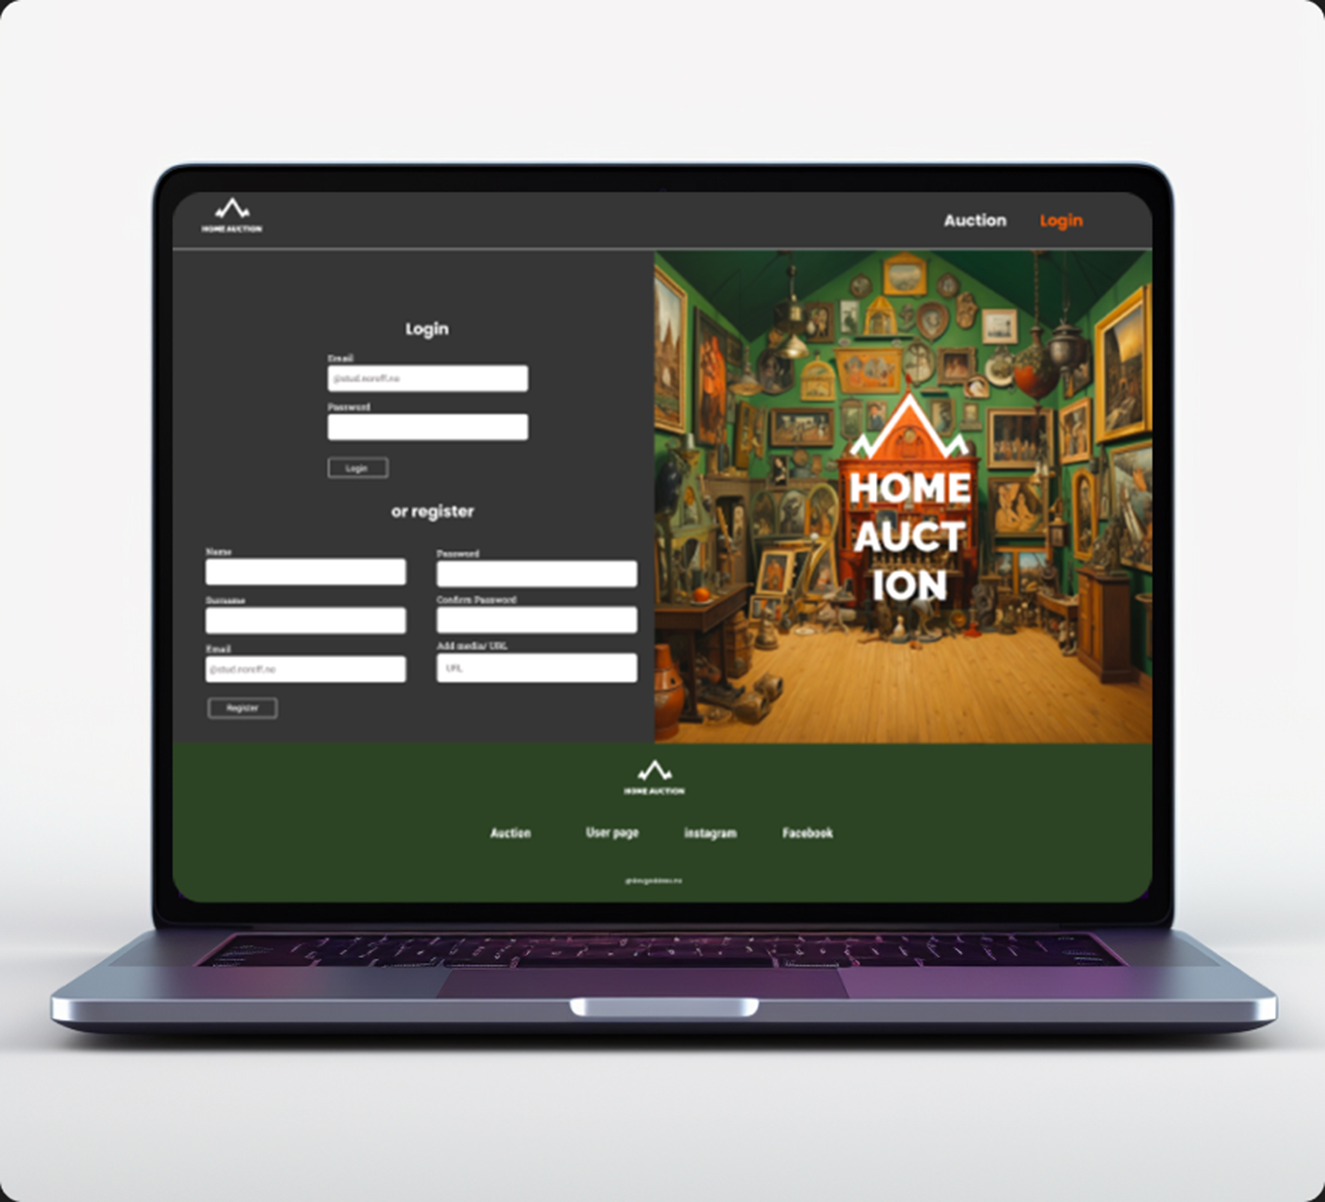 HOME AUCTION
Auction Login
Login
Email
@stud.noroff.no
Password
Login
or register
Name
Surname
Email
@stud.noroff.no
Register
Password
Confirm Password
Add media/ URL
URL
HOME
AUCT
ION
HOME AUCTION
Auction User page instagram Facebook